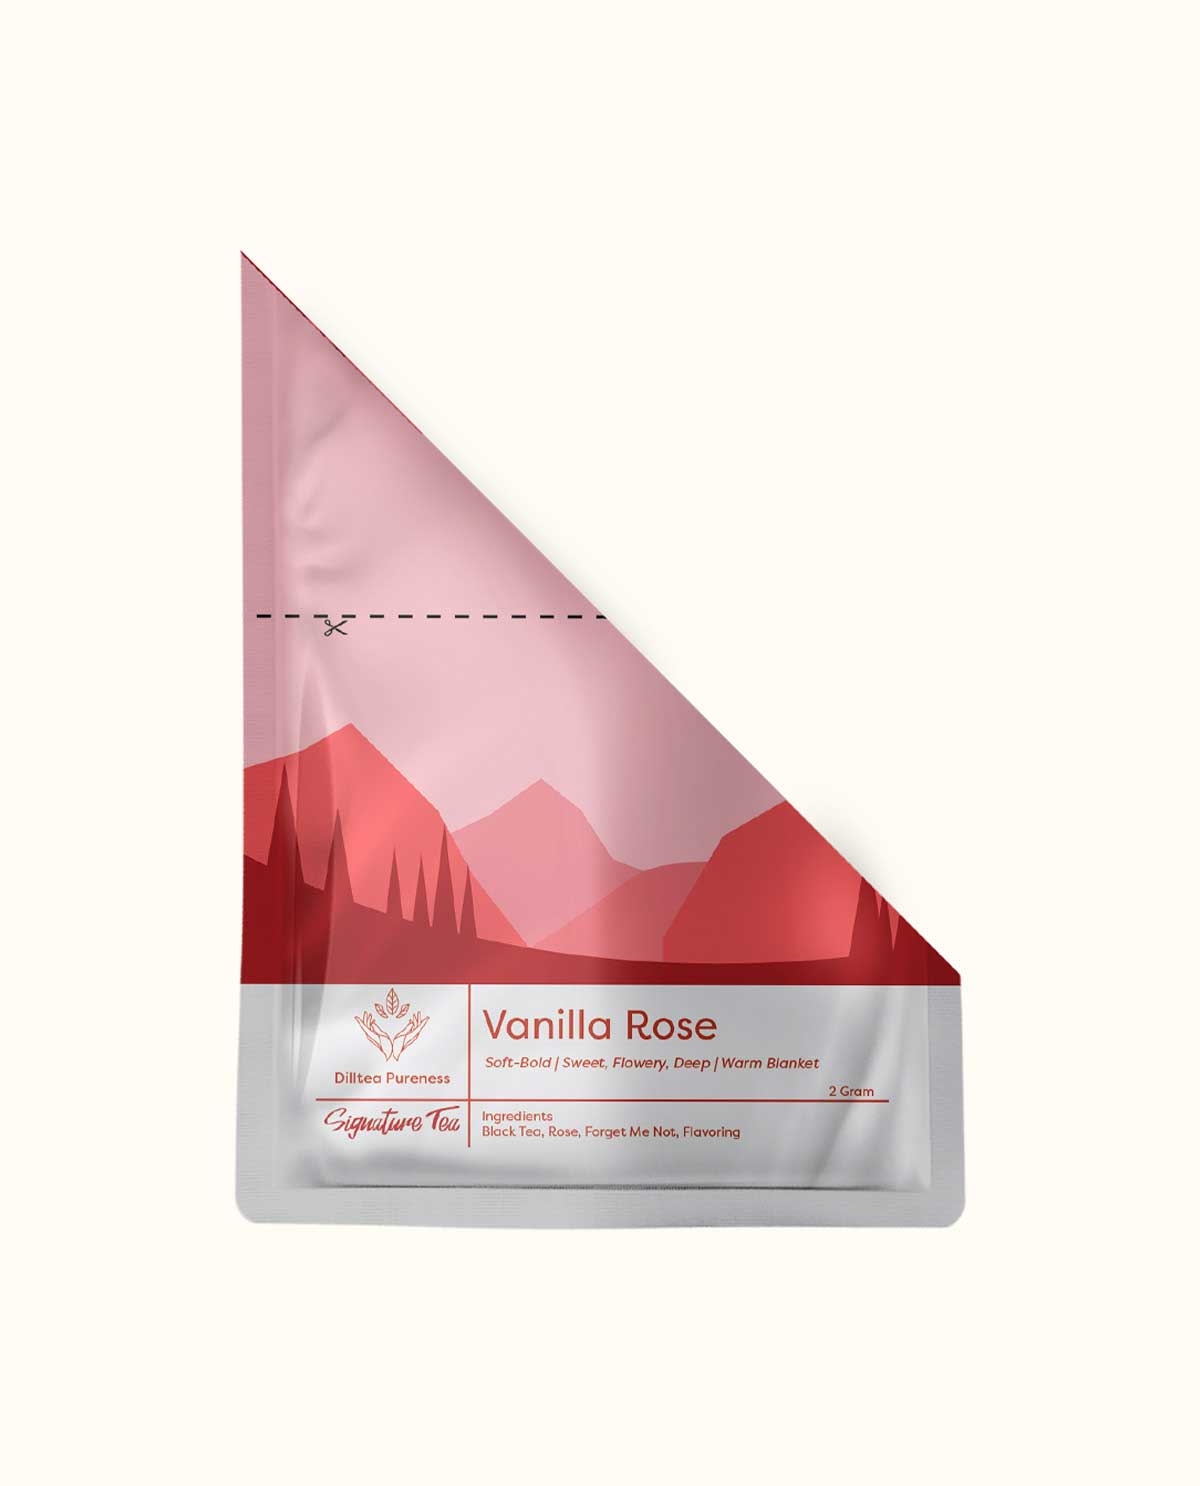 Dilltea Pureness
Signature Tea
Vanilla Rose
Soft-Bold | Sweet, Flowery, Deep | Warm Blanket
2 Gram
Ingredients
Black Tea, Rose, Forget Me Not, Flavoring